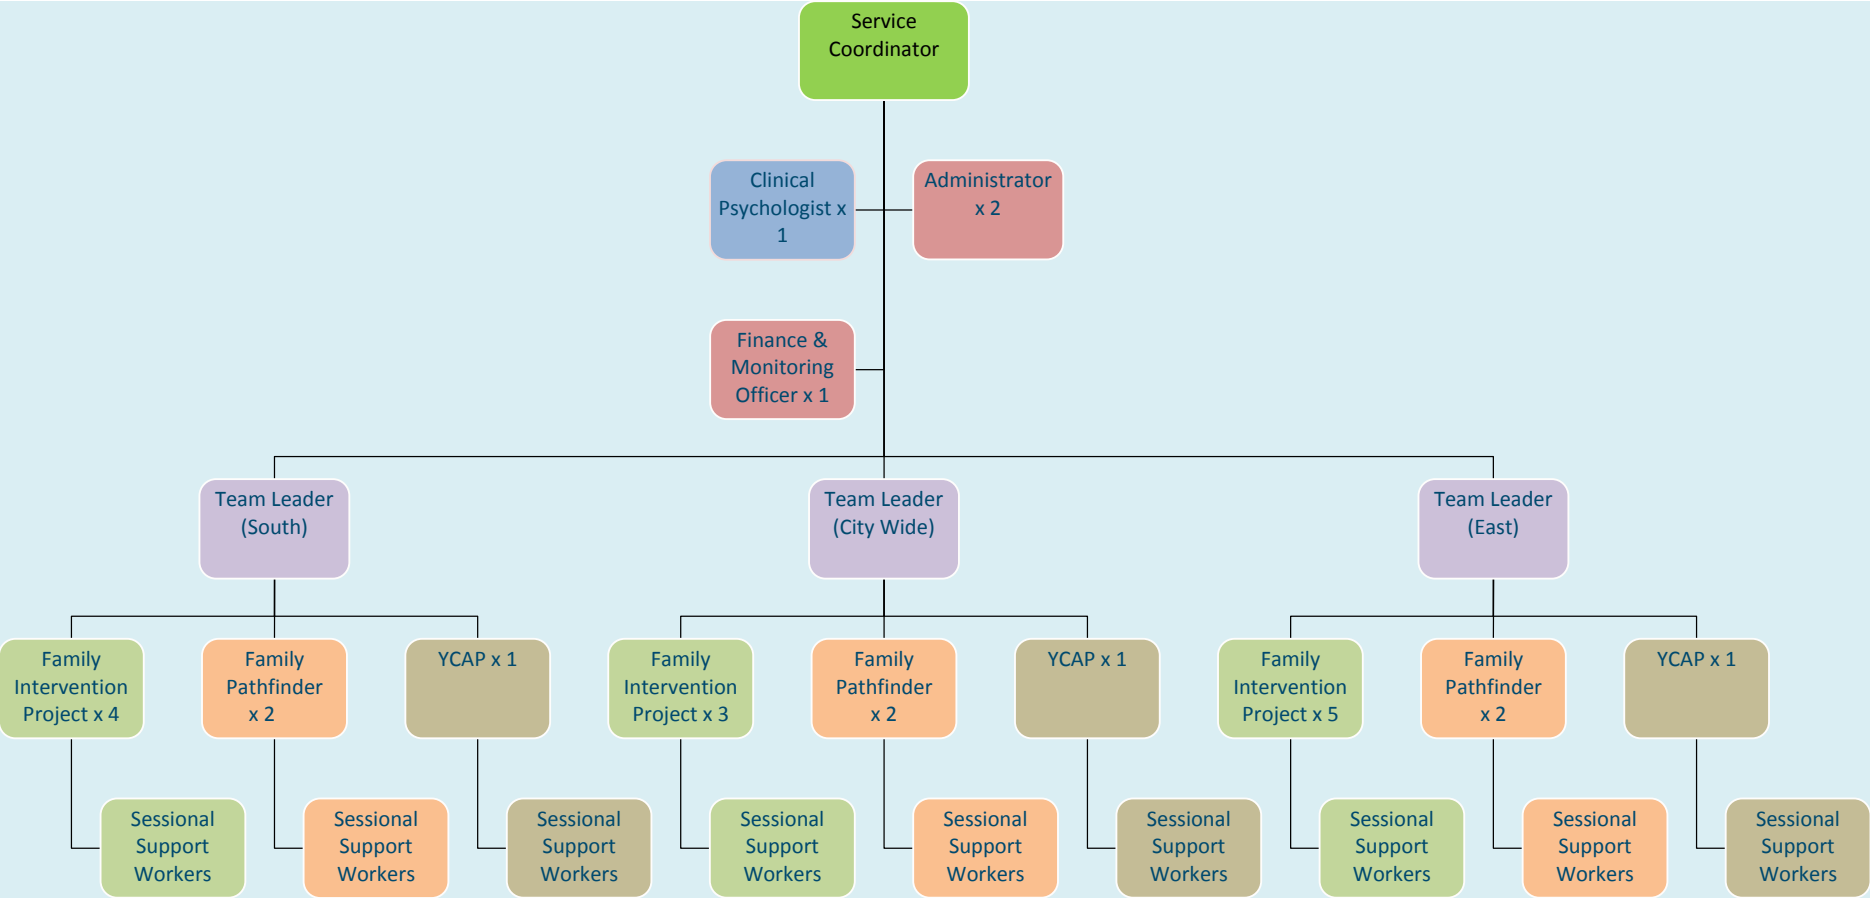 Service
Coordinator
Clinical
Psychologist x
1
Administrator
x 2
Finance &
Monitoring
Officer x 1
Team Leader
(South)
Team Leader
(City Wide)
Team Leader
(East)
Family
Intervention
Project x 4
Family
Pathfinder
x 2
YCAP x 1
Family
Intervention
Project x 3
Family
Pathfinder
x 2
YCAP x 1
Family
Intervention
Project x 5
Family
Pathfinder
x 2
YCAP x 1
Sessional
Support
Workers
Sessional
Support
Workers
Sessional
Support
Workers
Sessional
Support
Workers
Sessional
Support
Workers
Sessional
Support
Workers
Sessional
Support
Workers
Sessional
Support
Workers
Sessional
Support
Workers